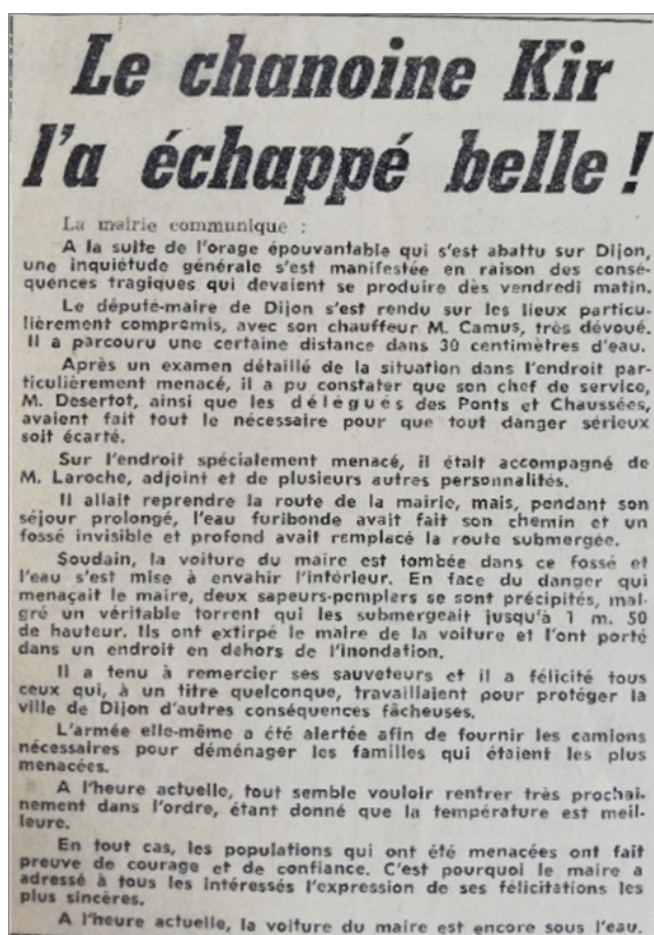 Le chanoine Kir
l'a échappé belle !
La mairie communique :
A la suite de l'orage épouvantable qui s'est abattu sur Dijon,
une inquiétude générale s'est manifestée en raison des consé-
quences tragiques qui devaient se produire dès vendredi matin.
Le député-maire de Dijon s'est rendu sur les lieux particu-
lièrement compromis, avec son chauffeur M. Camus, très dévoué.
Il a parcouru une certaine distance dans 30 centimètres d'eau.
Après un examen détaillé de la situation dans l'endroit par-
ticulièrement menacé, il a pu constater que son chef de service,
M. Desertot, ainsi que les délégués des Ponts et Chaussées,
avaient fait tout le nécessaire pour que tout danger sérieux
soit écarté.
Sur l'endroit spécialement menacé, il était accompagné de
M. Laroche, adjoint et de plusieurs autres personnalités.
Il allait reprendre la route de la mairie, mais, pendant son
séjour prolongé, l'eau furibonde avait fait son chemin et un
fossé invisible et profond avait remplacé la route submergée.
Soudain, la voiture du maire est tombée dans ce fossé et
l'eau s'est mise à envahir l'intérieur. En face du danger qui
menaçait le maire, deux sapeurs-pompiers se sont précipités, mal-
gré un véritable torrent qui les submergeait jusqu'à 1 m. 50
de hauteur. Ils ont extirpé le maire de la voiture et l'ont porté
dans un endroit en dehors de l'inondation.
Il a tenu à remercier ses sauveteurs et il a félicité tous
ceux qui, à un titre quelconque, travaillaient pour protéger la
ville de Dijon d'autres conséquences fâcheuses.
L'armée elle-même a été alertée afin de fournir les camions
nécessaires pour déménager les familles qui étaient les plus
menacées.
A l'heure actuelle, tout semble vouloir rentrer très prochai-
nement dans l'ordre, étant donné que la température est meil-
leure.
En tout cas, les populations qui ont été menacées ont fait
preuve de courage et de confiance. C'est pourquoi le maire a
adressé à tous les intéressés l'expression de ses félicitations les
plus sincères.
A l'heure actuelle, la voiture du maire est encore sous l'eau.